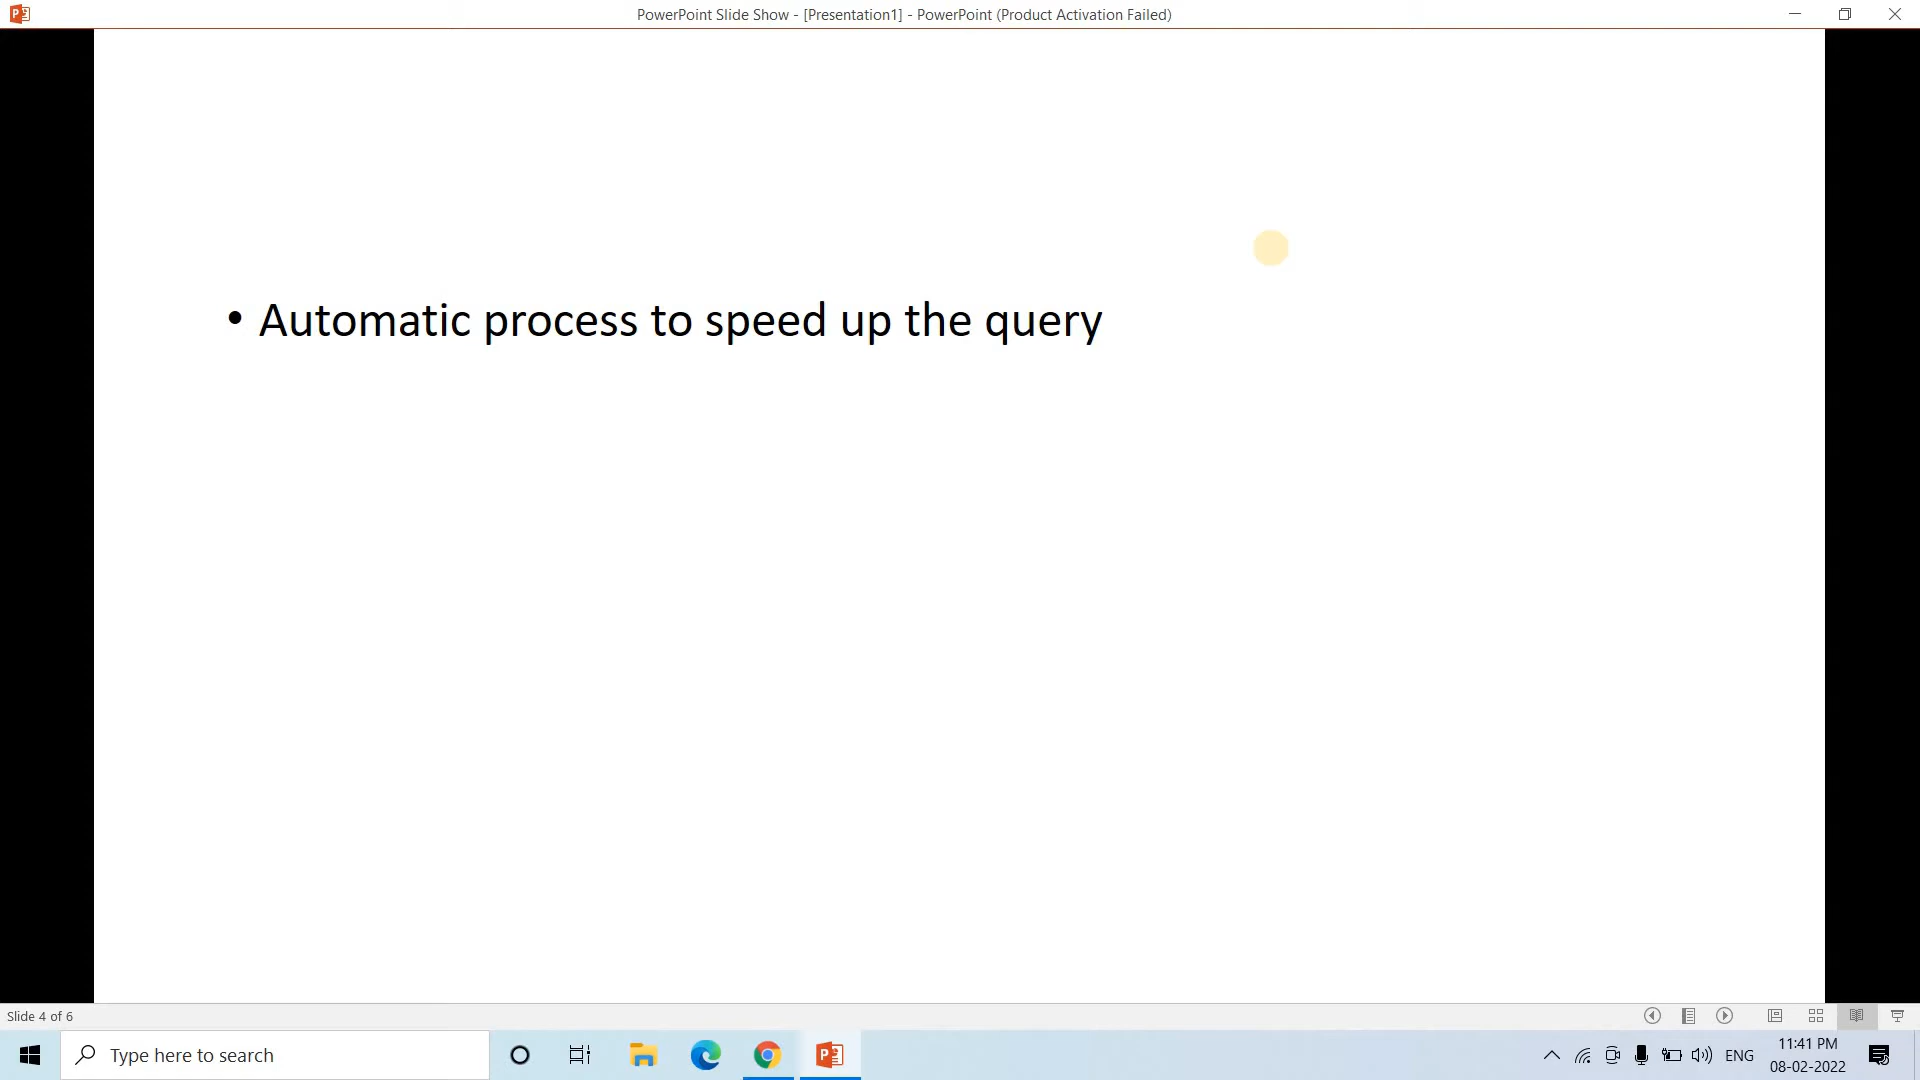 PowerPoint Slide Show - [Presentation1] - PowerPoint (Product Activation Failed)
• Automatic process to speed up the query
Slide 4 of 6
Type here to search
ENG
11:41 PM
08-02-2022